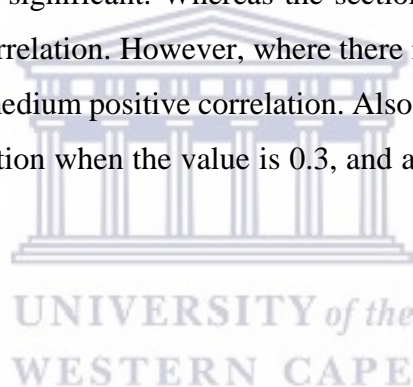 significant. Whereas the section
rrelation. However, where there
medium positive correlation. Also
tion when the value is 0.3, and a
UNIVERSITY of the
WESTERN CAPE